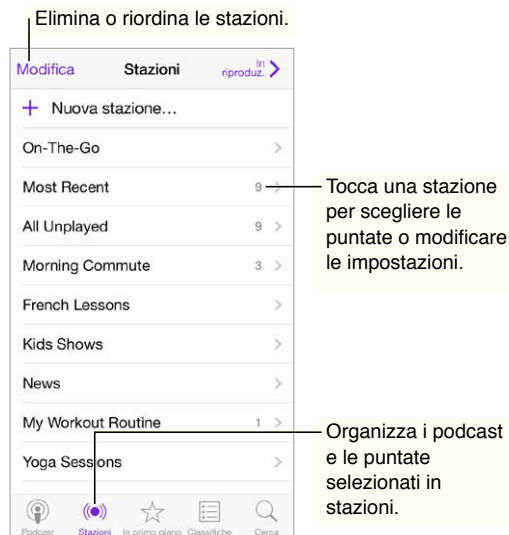 Elimina o riordina le stazioni.
Modifica Stazioni In riproduz.
Nuova stazione…
On-The-Go
Most Recent 9
Tocca una stazione
per scegliere le
puntate o modificare
le impostazioni.
All Unplayed 9
Morning Commute 3
French Lessons
Kids Shows
News
My Workout Routine 1
Organizza i podcast
e le puntate
selezionati in
stazioni.
Yoga Sessions
Podcast Stazioni In primo piano Classifiche Cerca